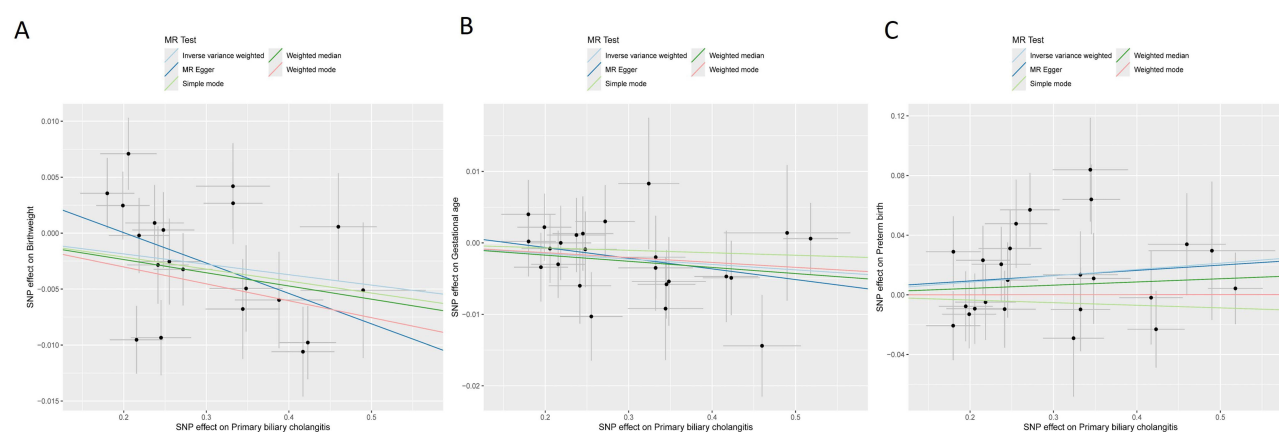 A
MR Test
Inverse variance weighted
Weighted median
MR Egger
Weighted mode
Simple mode
0.010
0.005
0.000
-0.005
-0.010
-0.015
SNP effect on Birthweight
0.2 0.3 0.4 0.5
SNP effect on Primary biliary cholangitis
B
MR Test
Inverse variance weighted
Weighted median
MR Egger
Weighted mode
Simple mode
0.01
0.00
-0.01
-0.02
SNP effect on Gestational age
0.2 0.3 0.4 0.5
SNP effect on Primary biliary cholangitis
C
MR Test
Inverse variance weighted
Weighted median
MR Egger
Weighted mode
Simple mode
0.12
0.08
0.04
0.00
-0.04
SNP effect on Preterm birth
0.2 0.3 0.4 0.5
SNP effect on Primary biliary cholangitis